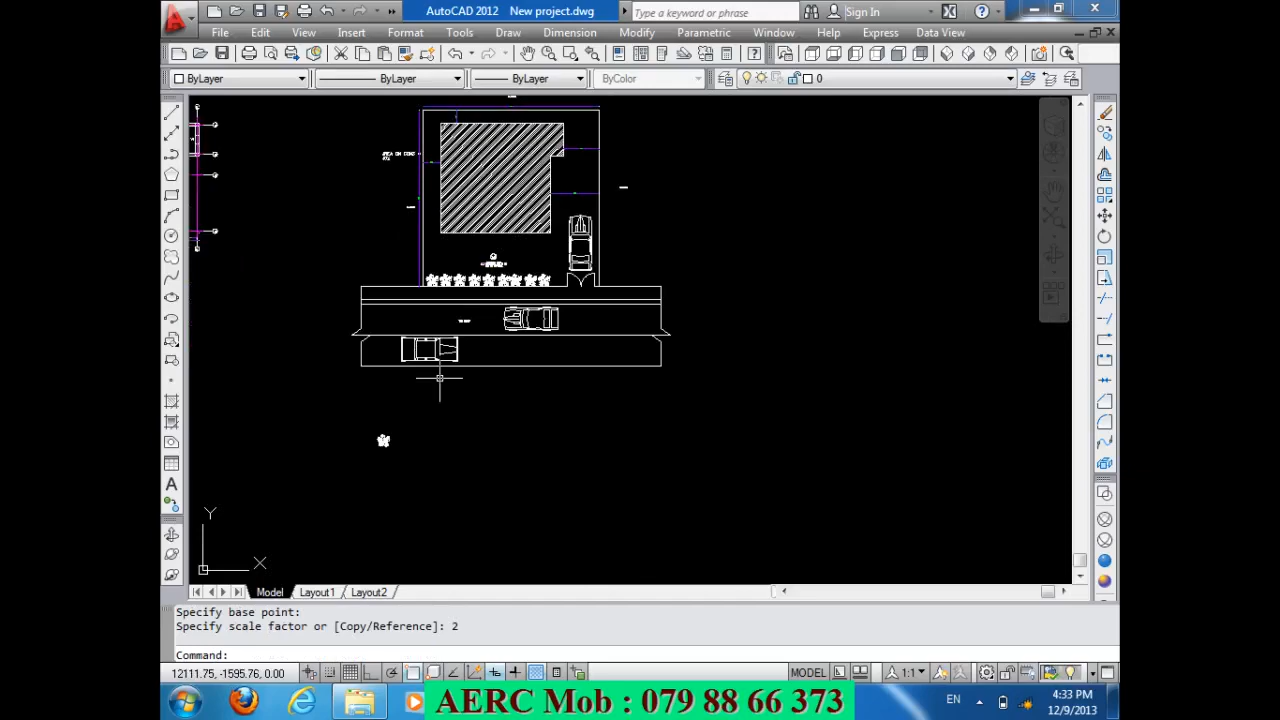 AutoCAD 2012 New project.dwg
Type a keyword or phrase
Sign In
File Edit View Insert Format Tools Draw Dimension Modify Parametric Window Help Express Data View
ByLayer ByLayer ByLayer ByColor 0
Y
X
Model Layout1 Layout2
Specify base point:
Specify scale factor or [Copy/Reference]: 2
Command:
12111.75, -1595.76, 0.00 MODEL 1:1
AERC Mob : 079 88 66 373
EN
4:33 PM
12/9/2013